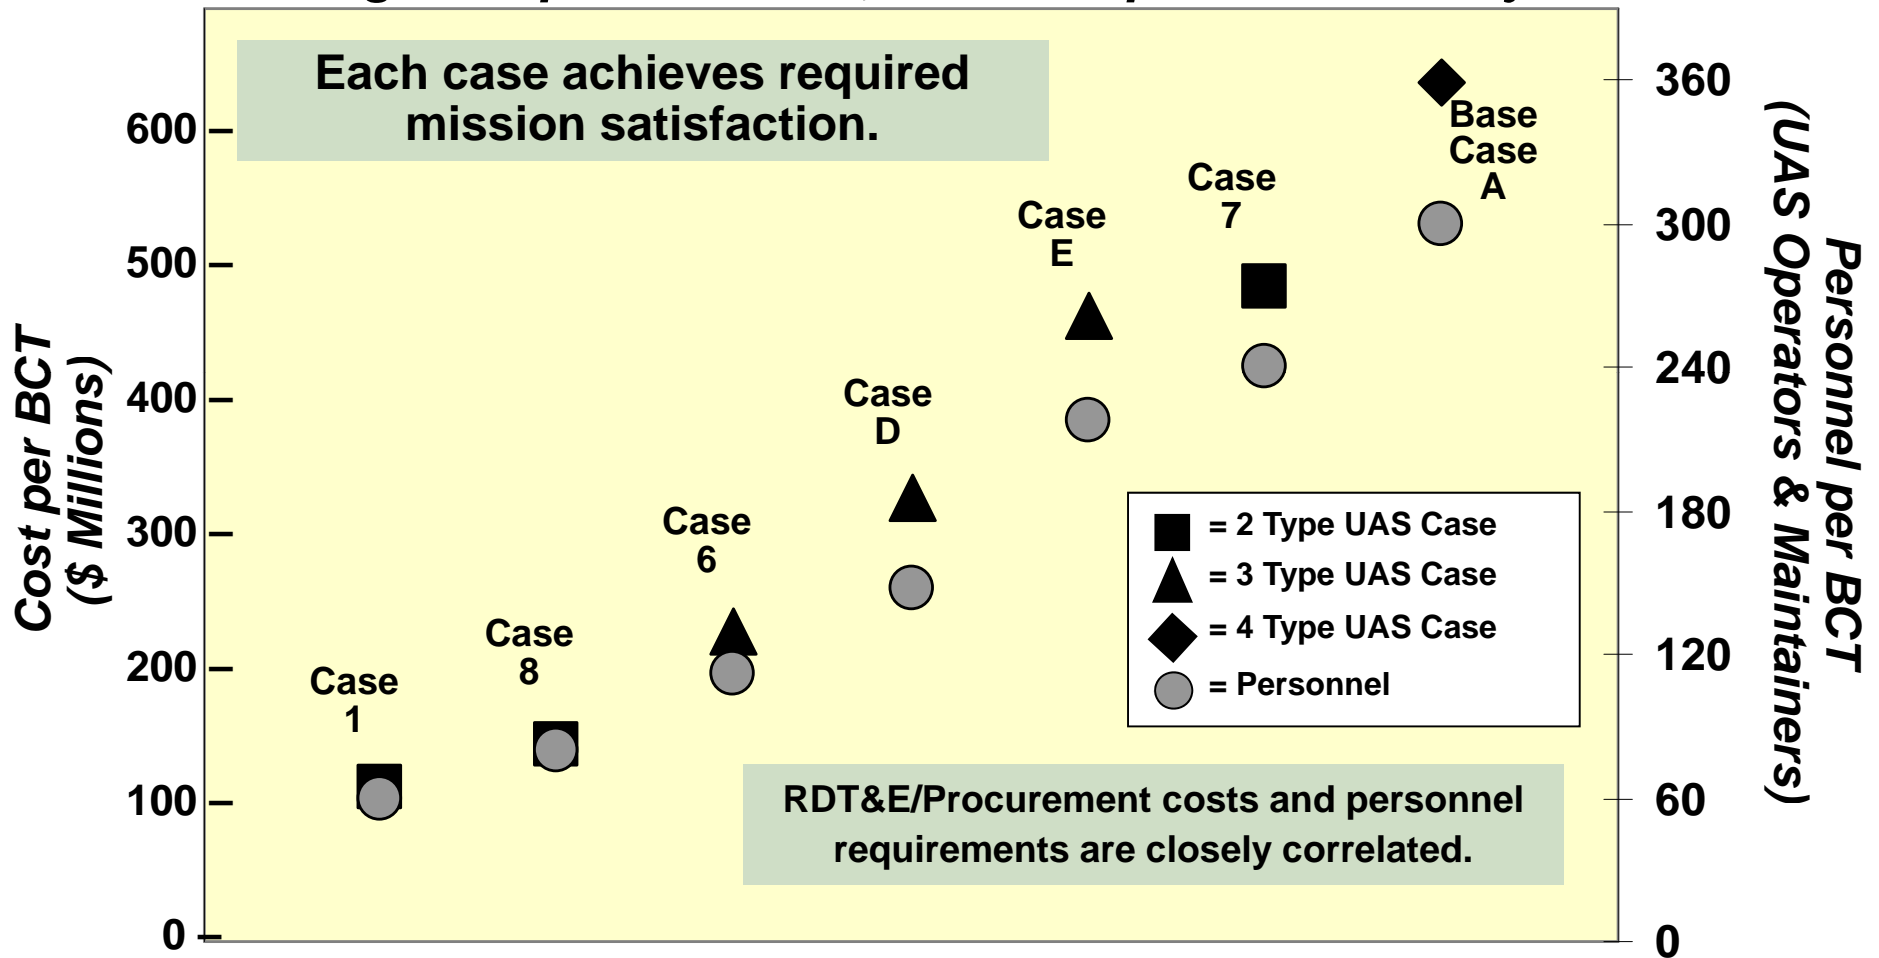 Each case achieves required
mission satisfaction.
600
500
400
300
200
100
0
Cost per BCT
($ Millions)
360
300
240
180
120
60
0
Personnel per BCT
(UAS Operators & Maintainers)
Base
Case
A
Case
7
Case
E
Case
D
Case
6
Case
8
Case
1
= 2 Type UAS Case
= 3 Type UAS Case
= 4 Type UAS Case
= Personnel
RDT&E/Procurement costs and personnel
requirements are closely correlated.